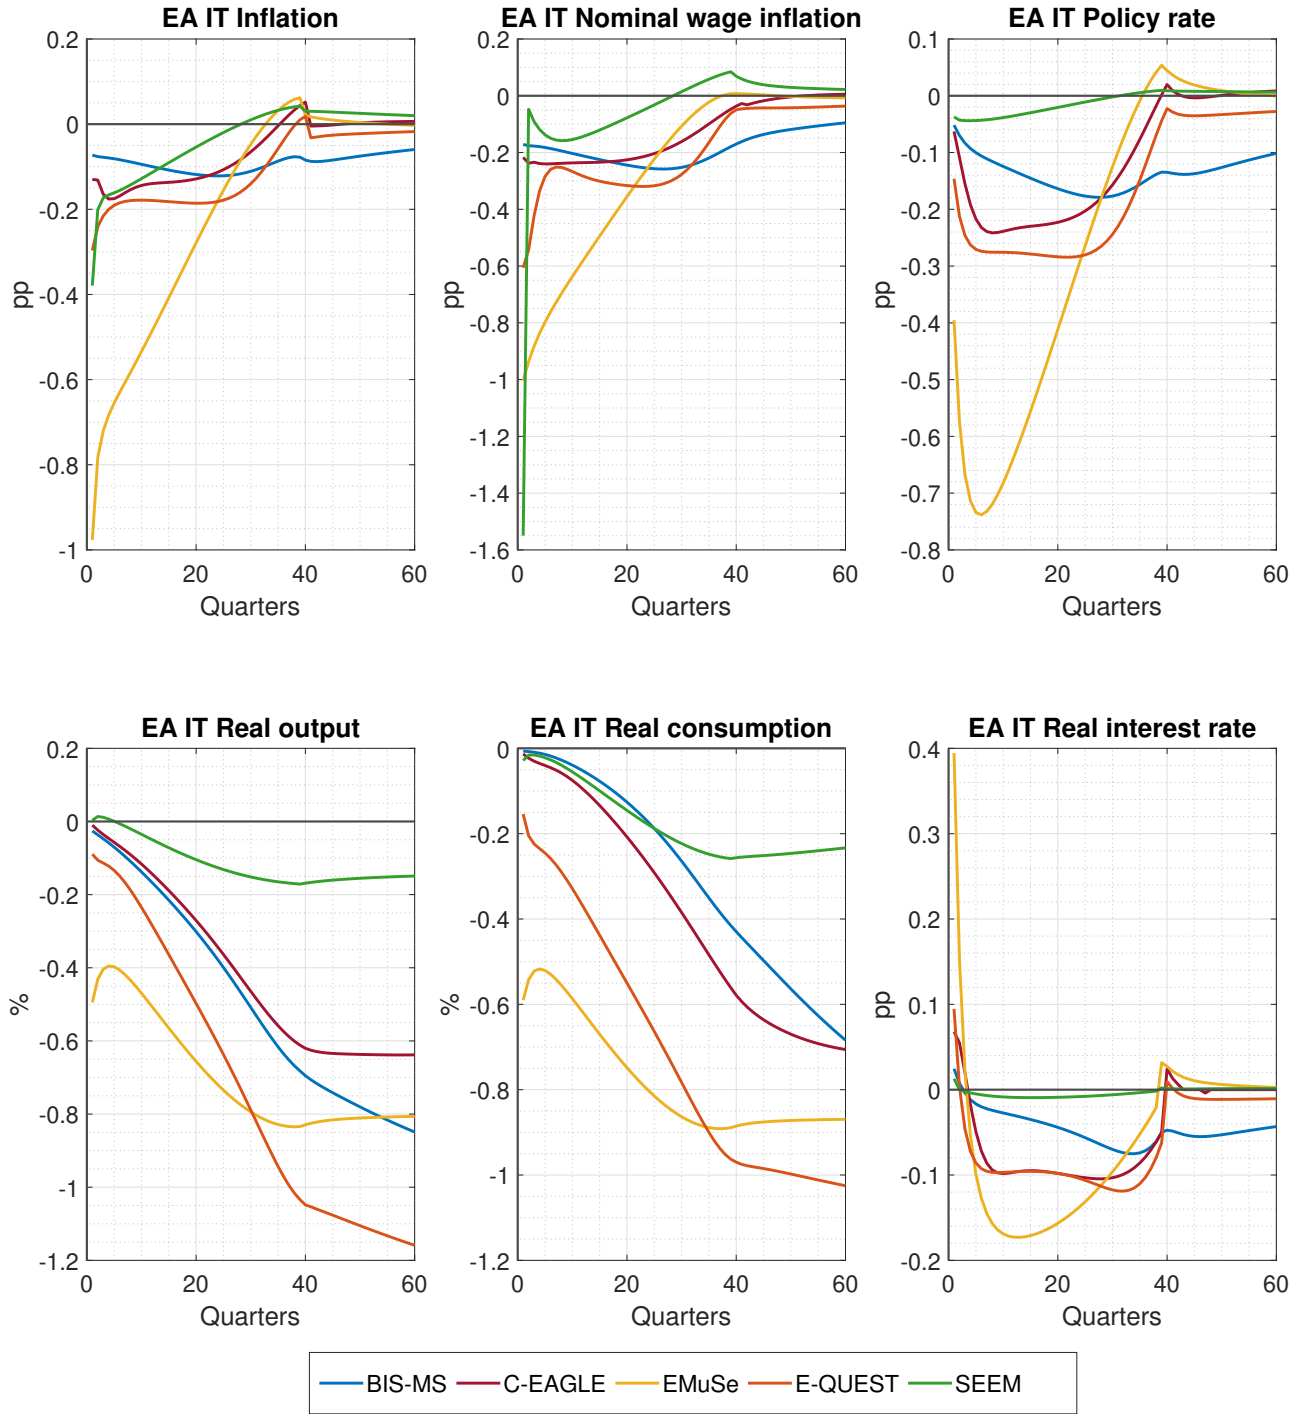 EA IT Inflation
0.2
0
-0.2
-0.4
-0.6
-0.8
-1
pp
0 20 40 60
Quarters
EA IT Nominal wage inflation
0.2
0
-0.2
-0.4
-0.6
-0.8
-1
-1.2
-1.4
-1.6
pp
0 20 40 60
Quarters
EA IT Policy rate
0.1
0
-0.1
-0.2
-0.3
-0.4
-0.5
-0.6
-0.7
-0.8
pp
0 20 40 60
Quarters
EA IT Real output
0.2
0
-0.2
-0.4
-0.6
-0.8
-1
-1.2
%
0 20 40 60
Quarters
EA IT Real consumption
0
-0.2
-0.4
-0.6
-0.8
-1
-1.2
%
0 20 40 60
Quarters
EA IT Real interest rate
0.4
0.3
0.2
0.1
0
-0.1
-0.2
pp
0 20 40 60
Quarters
BIS-MS C-EAGLE EMuSe E-QUEST SEEM